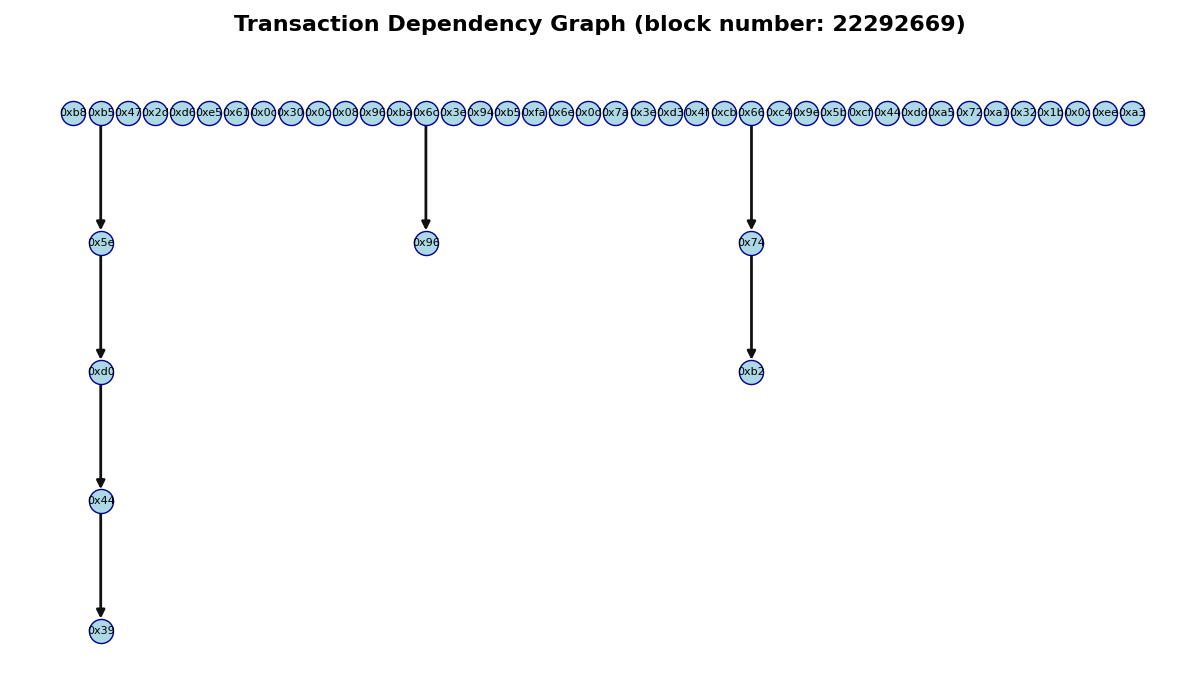 Transaction Dependency Graph (block number: 22292669)
0xb8 0xb5 0x47 0x2d 0xd6 0xe5 0x61 0x0c 0x30 0x0c 0x08 0x96 0xba 0x6c 0x3e 0x94 0xb5 0xfa 0x6e 0x0d 0x7a 0x3e 0xd3 0x4f 0xcb 0x66 0xc4 0x9e 0x5b 0xcf 0x44 0xdd 0xa5 0x72 0xa1 0x32 0x1b 0x0c 0xee 0xa3
0x5e 0x96 0x74
0xd0 0xb2
0x44
0x39